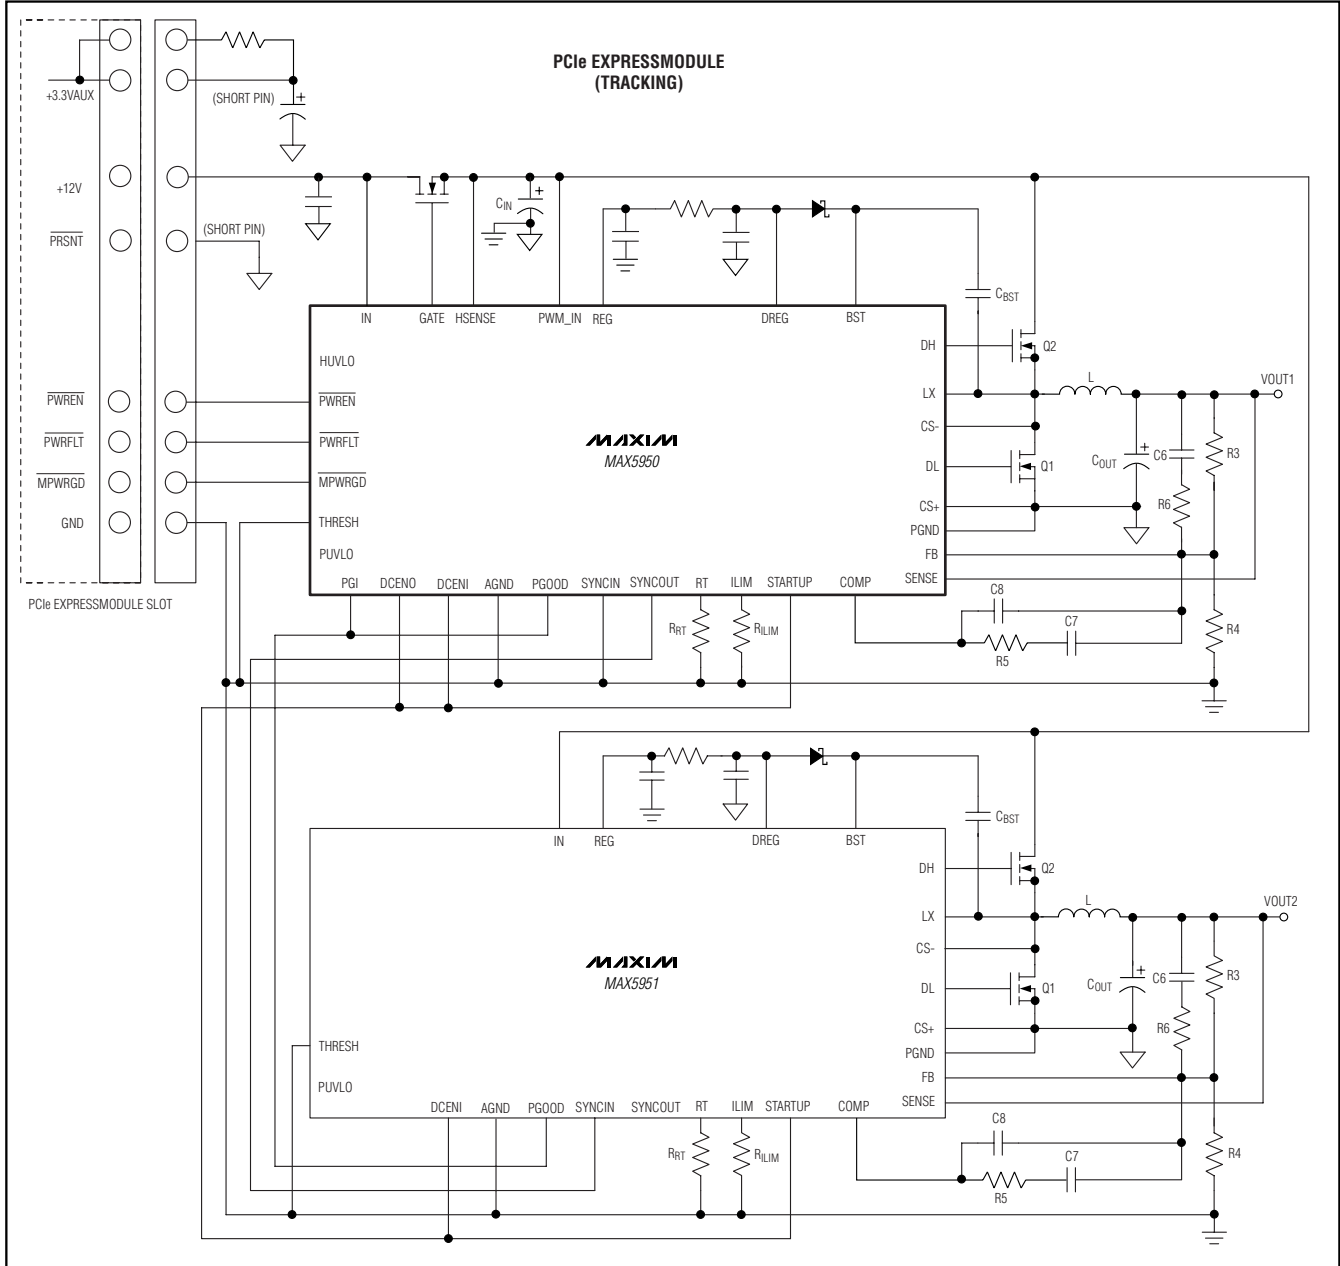 PCIe EXPRESSMODULE
(TRACKING)
+3.3VAUX
(SHORT PIN)
+12V
PRSNT
(SHORT PIN)
PWREN
PWRFLT
MPWRGD
GND
PCIe EXPRESSMODULE SLOT
CIN
CBST
IN
GATE
HSENSE
PWM_IN
REG
DREG
BST
HUVLO
PWREN
PWRFLT
MPWRGD
THRESH
PUVLO
MAXIM
MAX5950
DH
LX
CS-
DL
CS+
PGND
FB
SENSE
PGI
DCENO
DCENI
AGND
PGOOD
SYNCIN
SYNCOUT
RT
ILIM
STARTUP
COMP
Q2
L
VOUT1
Q1
COUT
+
C6
R3
R6
C8
C7
R5
R4
RRT
RILIM
+
+
IN
REG
DREG
BST
CBST
THRESH
PUVLO
MAXIM
MAX5951
DH
LX
CS-
DL
CS+
PGND
FB
SENSE
DCENI
AGND
PGOOD
SYNCIN
SYNCOUT
RT
ILIM
STARTUP
COMP
Q2
L
VOUT2
Q1
COUT
+
C6
R3
R6
C8
C7
R5
R4
RRT
RILIM